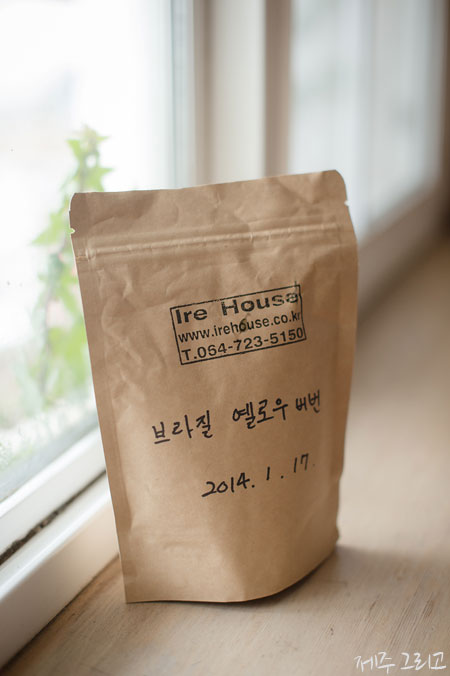 Ire House
www.irehouse.co.kr
T.064-723-5150
브라질 옐로우 버번
2014.1.17.
제주 그리고